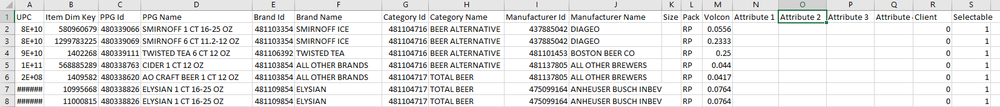 A B C D E F G H I J K L M N O P Q R S
1 UPC Item Dim Key PPG Id PPG Name Brand Id Brand Name Category Id Category Name Manufacturer Id Manufacturer Name Size Pack Volcon Attribute 1 Attribute 2 Attribute 3 Attribute Client Selectable
2 8E+10 580960679 480339066 SMIRNOFF 1 CT 16-25 OZ 481103354 SMIRNOFF ICE 481104716 BEER ALTERNATIVE 437885042 DIAGEO RP 0.0556 0 1
3 8E+10 1299783225 480339069 SMIRNOFF 6 CT 11.2-12 OZ 481103354 SMIRNOFF ICE 481104716 BEER ALTERNATIVE 437885042 DIAGEO RP 0.2333 0 1
4 9E+10 1402268 480339111 TWISTED TEA 6 CT 12 OZ 481106392 TWISTED TEA 481104716 BEER ALTERNATIVE 481101453 BOSTON BEER CO RP 0.25 0 1
5 1E+11 568885289 480338763 CIDER 1 CT 12 OZ 481103854 ALL OTHER BRANDS 481104716 BEER ALTERNATIVE 481137805 ALL OTHER BREWERS RP 0.044 0 1
6 2E+08 1409582 480338620 AO CRAFT BEER 1 CT 12 OZ 481103854 ALL OTHER BRANDS 481104717 TOTAL BEER 481137805 ALL OTHER BREWERS RP 0.0417 0 1
7 ###### 10995668 480338826 ELYSIAN 1 CT 16-25 OZ 481109854 ELYSIAN 481104717 TOTAL BEER 475099164 ANHEUSER BUSCH INBEV RP 0.0764 0 1
8 ###### 11000815 480338826 ELYSIAN 1 CT 16-25 OZ 481109854 ELYSIAN 481104717 TOTAL BEER 475099164 ANHEUSER BUSCH INBEV RP 0.0764 0 1